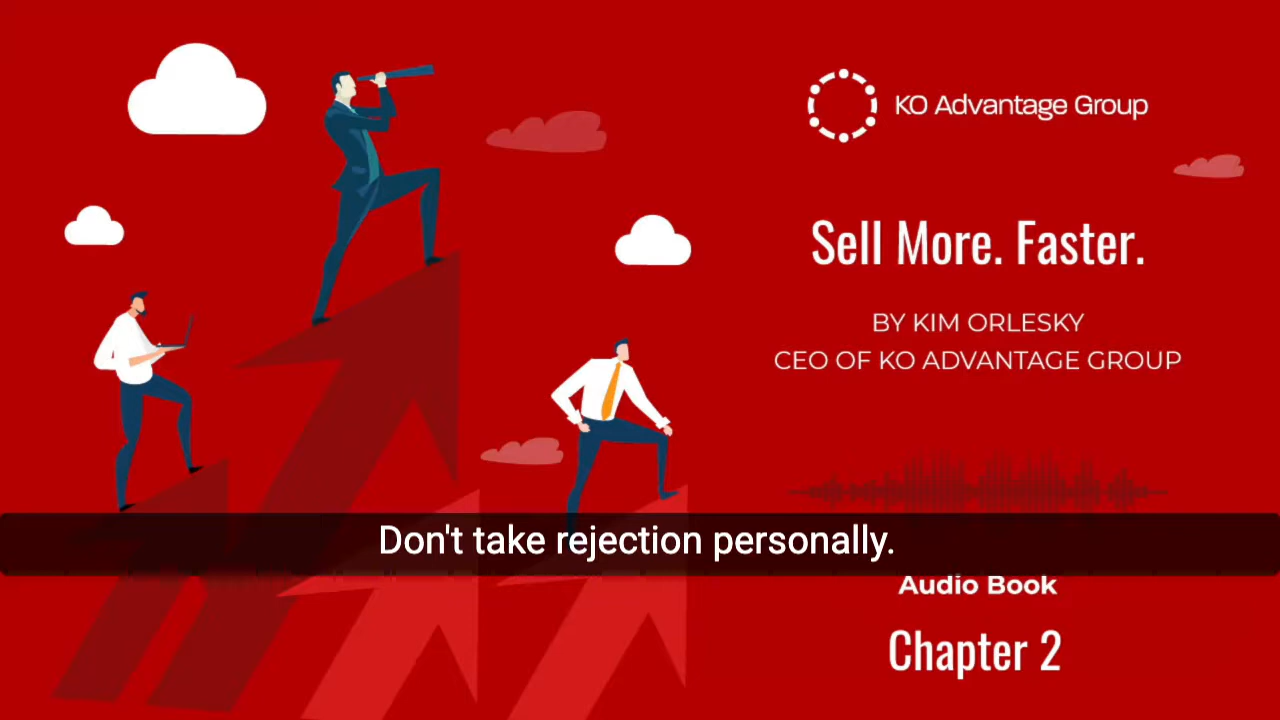 KO Advantage Group
Sell More. Faster.
BY KIM ORLESKY
CEO OF KO ADVANTAGE GROUP
Don't take rejection personally.
Audio Book
Chapter 2